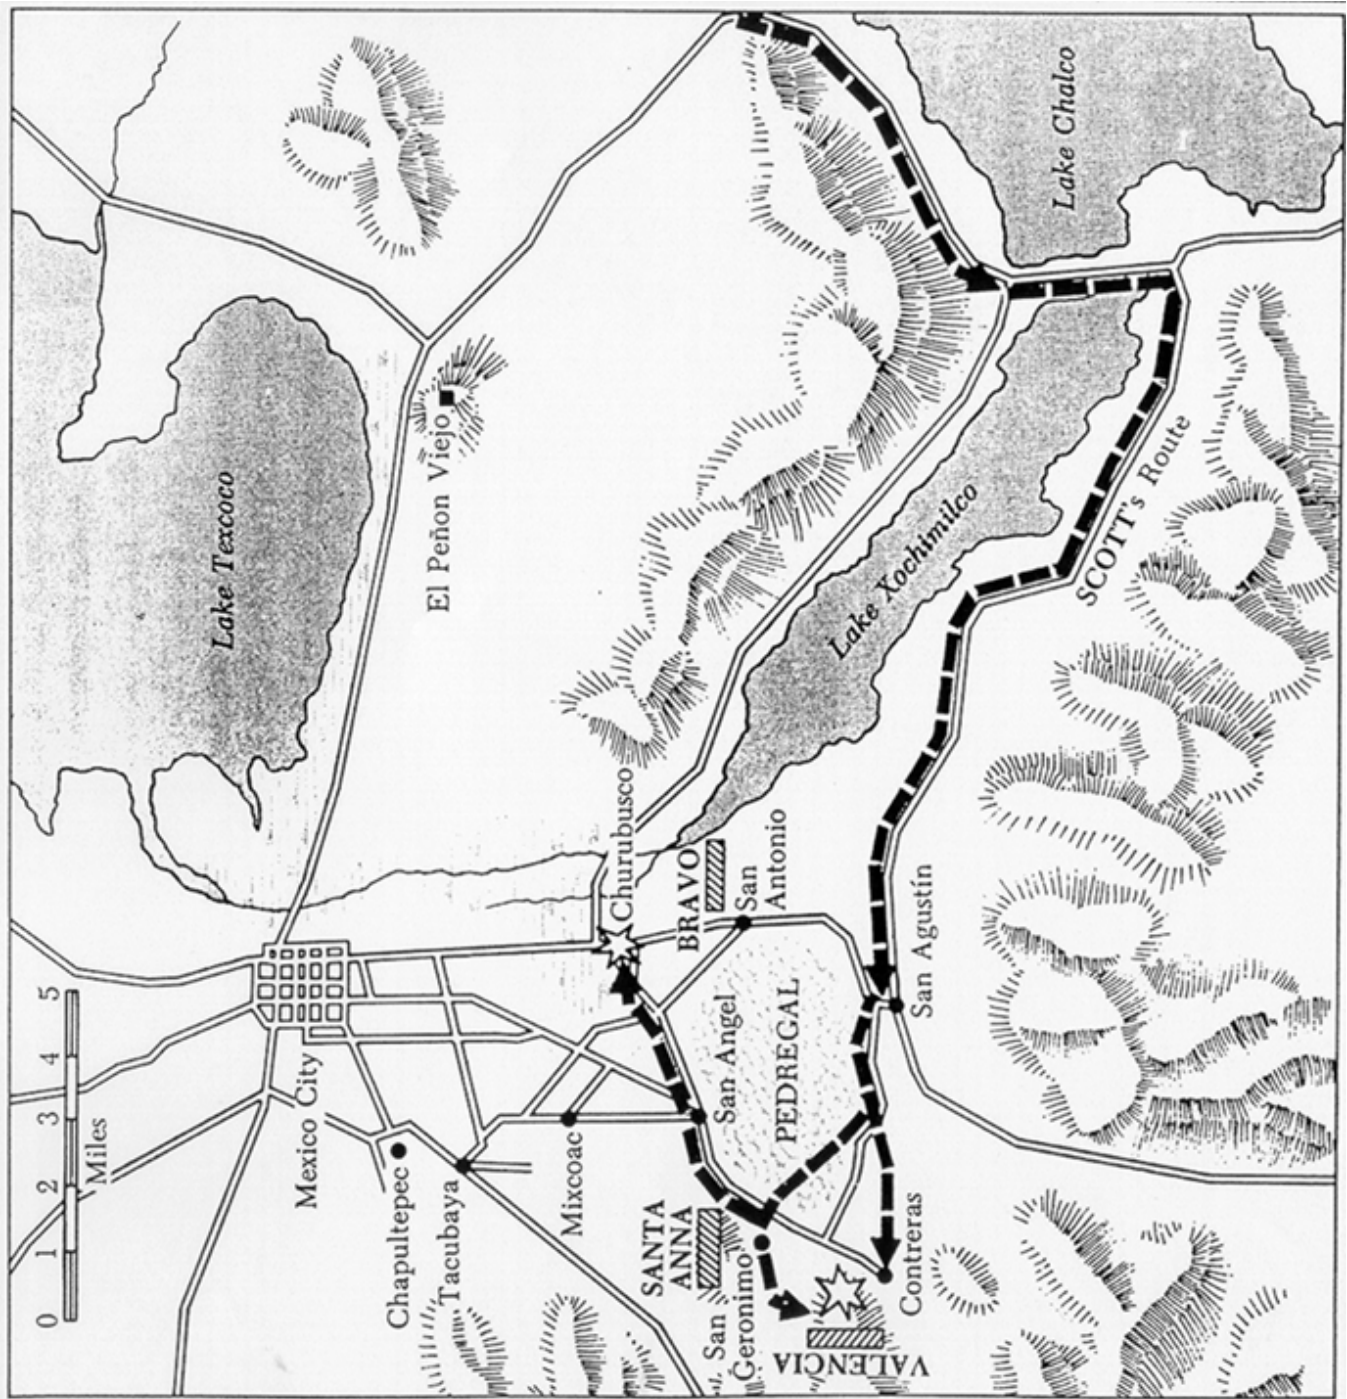 Lake Texcoco
El Peñon Viejo
Lake Chalco
Lake Xochimilco
SCOTT's Route
Churubusco
BRAVO
San
Antonio
San Agustín
San Angel
PEDREGAL
0 1 2 3 4 5
Miles
Mexico City
Chapultepec
Tacubaya
Mixcoac
SANTA
ANNA
San
Geronimo
VALENCIA
Contreras